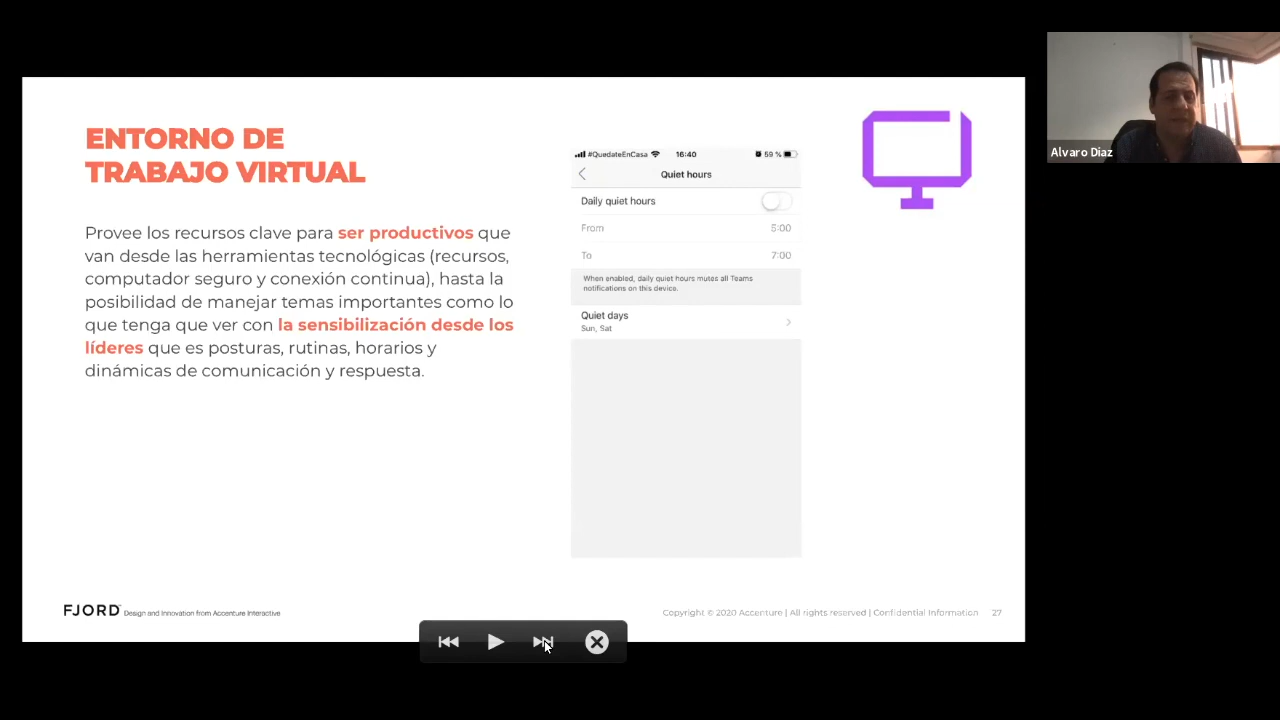 ENTORNO DE
TRABAJO VIRTUAL
Provee los recursos clave para ser productivos que
van desde las herramientas tecnológicas (recursos,
computador seguro y conexión continua), hasta la
posibilidad de manejar temas importantes como lo
que tenga que ver con la sensibilización desde los
líderes que es posturas, rutinas, horarios y
dinámicas de comunicación y respuesta.
#QuedateEnCasa 16:40 59 %
Quiet hours
Daily quiet hours
From 5:00
To 7:00
When enabled, daily quiet hours mutes all Teams
notifications on this device.
Quiet days
Sun, Sat
Alvaro Diaz
FJORD Design and Innovation from Accenture Interactive
Copyright © 2020 Accenture | All rights reserved | Confidential Information. 27